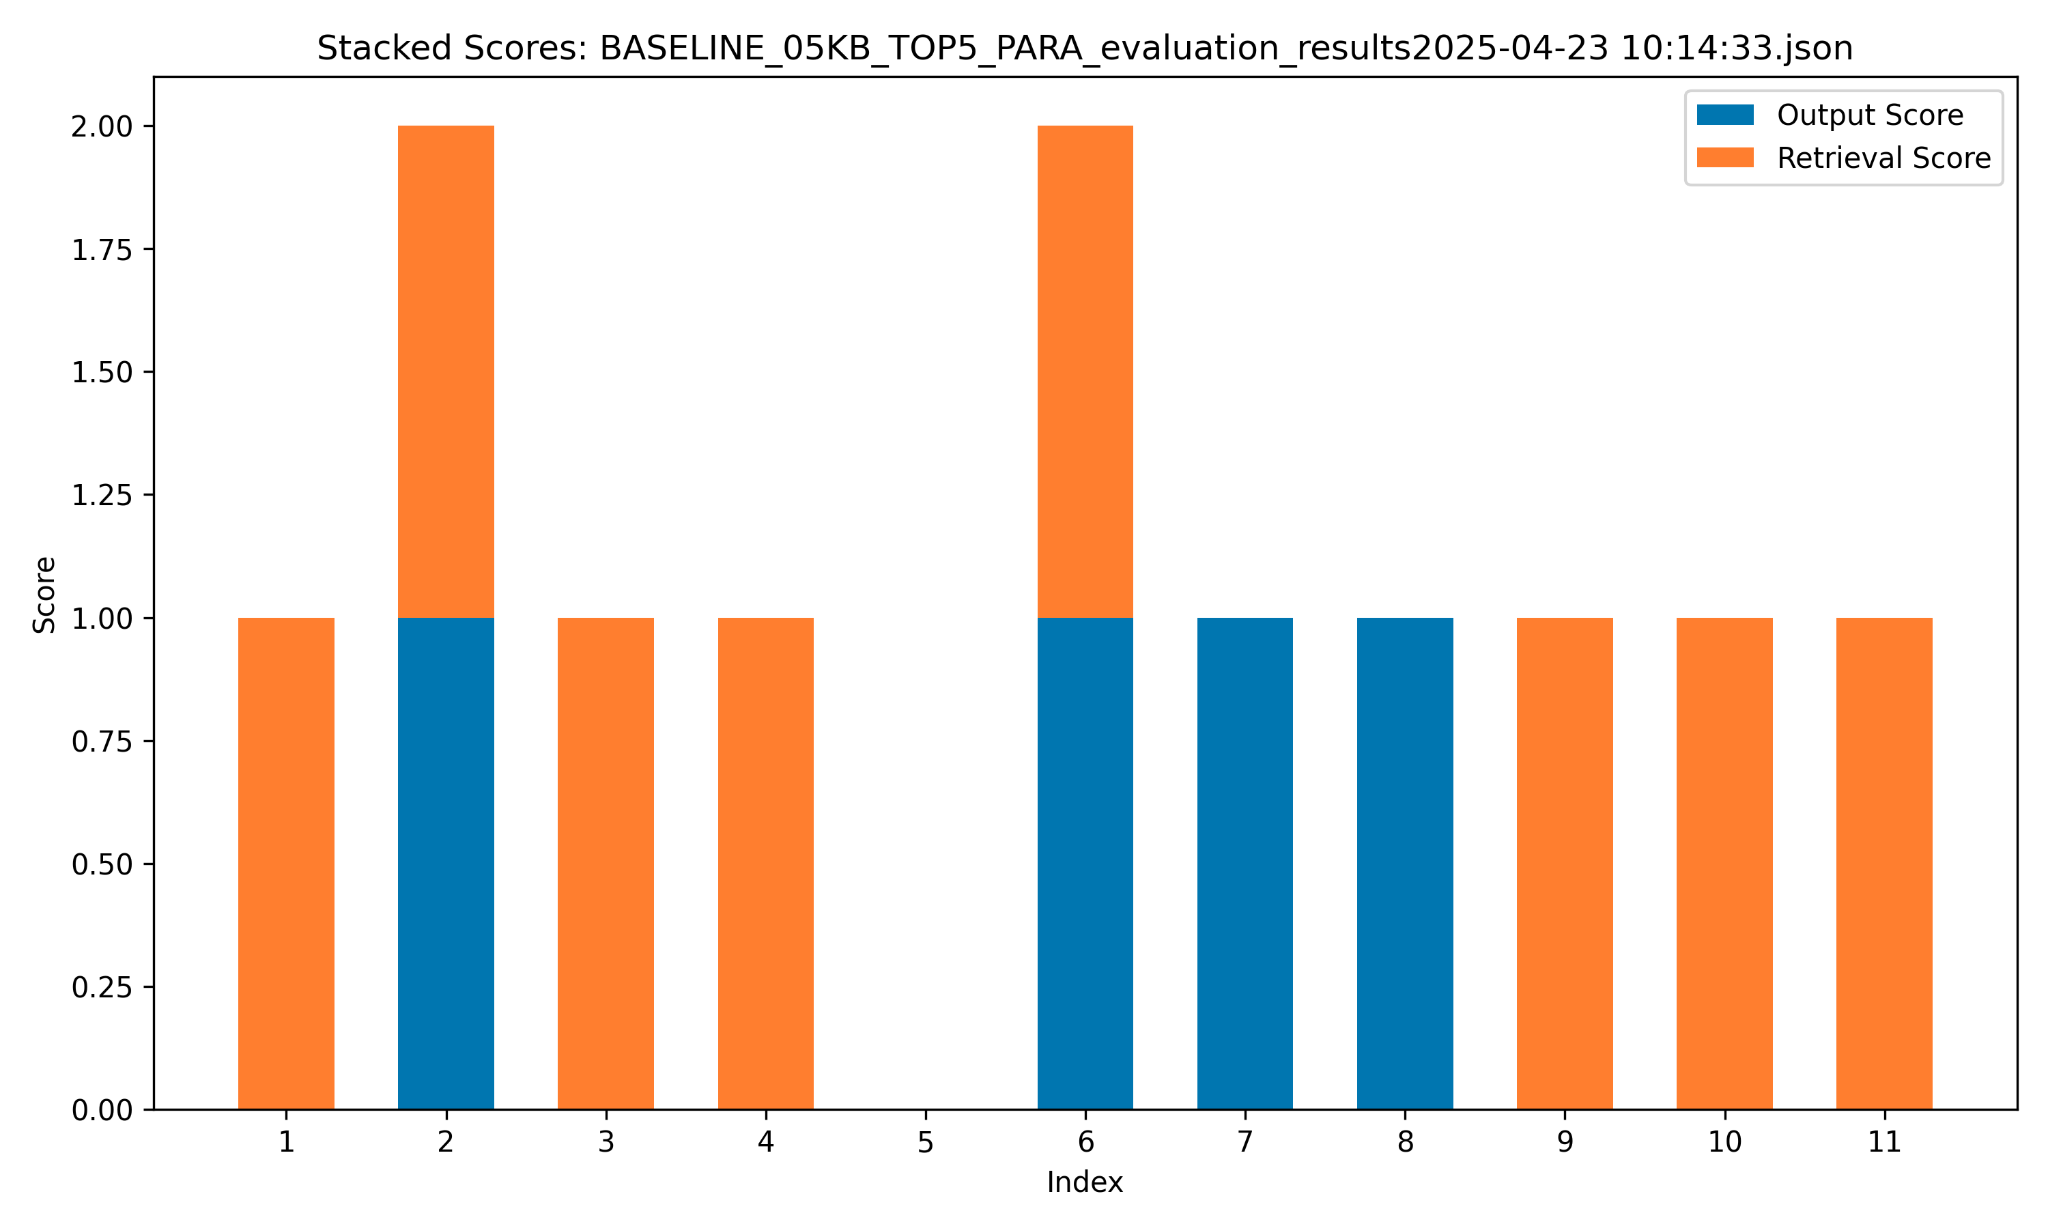 Stacked Scores: BASELINE_05KB_TOP5_PARA_evaluation_results2025-04-23 10:14:33.json
Output Score
Retrieval Score
2.00
1.75
1.50
1.25
1.00
0.75
0.50
0.25
0.00
Score
1 2 3 4 5 6 7 8 9 10 11
Index